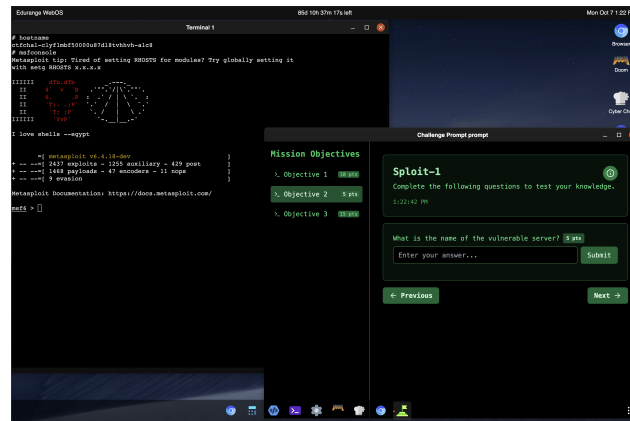 Edurange WebOS
85d 10h 37m 17s left
Mon Oct 7 1:22
Terminal 1
# hostname
# msfconsole
Metasploit tip: Tired of setting RHOSTS for modules? Try globally setting it
with setg RHOSTS x.x.x.x
I love shells --egypt
=[ metasploit v6.4.18-dev ]
+ -- --=[ 2437 exploits - 1255 auxiliary - 429 post ]
+ -- --=[ 1468 payloads - 47 encoders - 11 nops ]
+ -- --=[ 9 evasion ]
Metasploit Documentation: https://docs.metasploit.com/
msf6 >
Browser
Doom
Cyber Ch
Challenge Prompt prompt
Mission Objectives
>_ Objective 1 10 pts
>_ Objective 2 5 pts
>_ Objective 3 15 pts
Sploit-1
Complete the following questions to test your knowledge.
1:22:42 PM
What is the name of the vulnerable server? 5 pts
Enter your answer...
Submit
← Previous
Next →